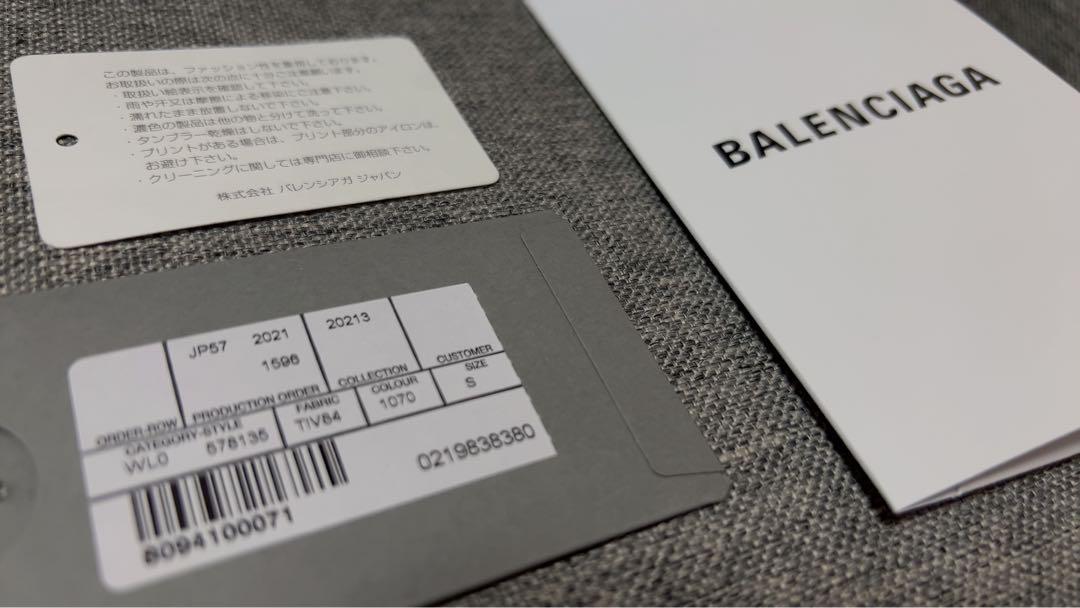 この製品は、ファッション性を重視しております。
お取扱いの際は次の点に十分ご注意願います。
・取扱い絵表示を確認して下さい。
・雨や汗又は摩擦による移染にご注意下さい。
・濡れたまま放置しないで下さい。
・濃色の製品は他の物と分けて洗って下さい。
・タンブラー乾燥はしないで下さい。
・プリントがある場合は、プリント部分のアイロンは、
お避け下さい。
・クリーニングに関しては専門店に御相談下さい。
株式会社 バレンシアガ ジャパン
BALENCIAGA
JP57 2021 20213
1596
ORDER-ROW PRODUCTION ORDER COLLECTION CUSTOMER
CATEGORY-STYLE FABRIC COLOUR SIZE
WL0 678135 TIV84 1070 S
0219838380
8094100071